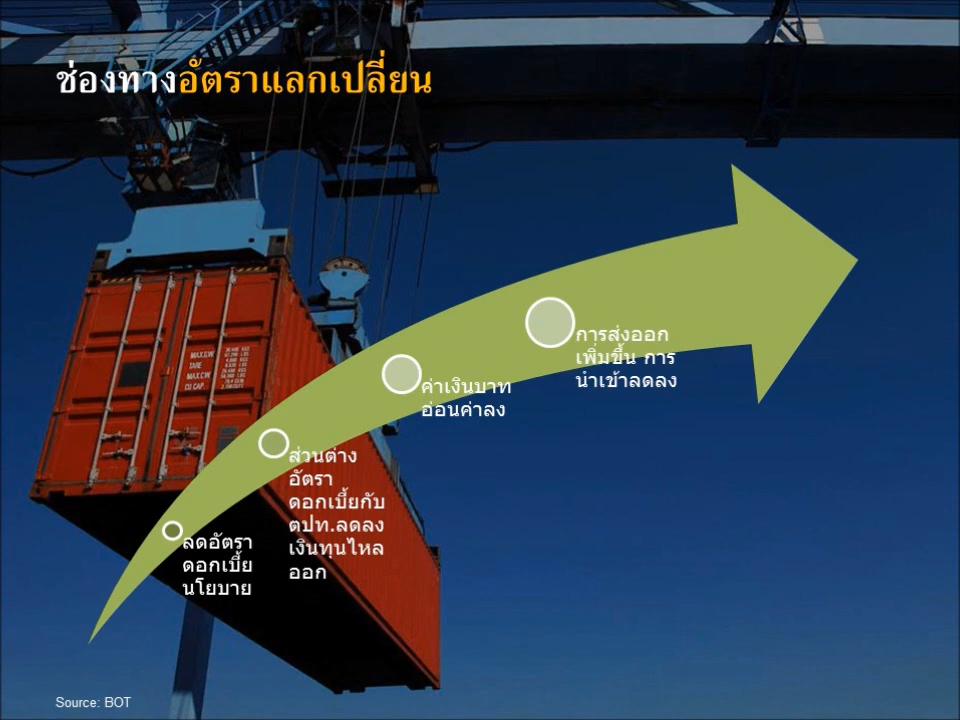 ช่องทางอัตราแลกเปลี่ยน
การส่งออก
เพิ่มขึ้น การ
นำเข้าลดลง
ค่าเงินบาท
อ่อนค่าลง
ส่วนต่าง
อัตรา
ดอกเบี้ยกับ
ตปท.ลดลง
เงินทุนไหล
ออก
ลดอัตรา
ดอกเบี้ย
นโยบาย
MAX.G.W.
TARE
MAX.C.W.
CU CAP.
Source: BOT